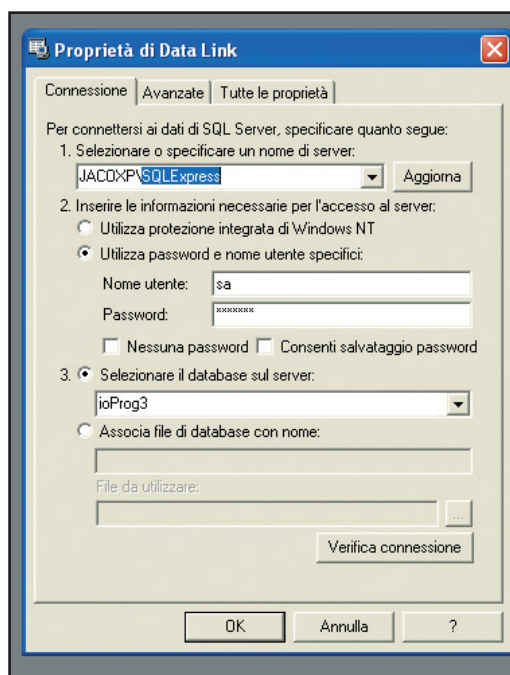 Proprietà di Data Link
Connessione Avanzate Tutte le proprietà
Per connettersi ai dati di SQL Server, specificare quanto segue:
1. Selezionare o specificare un nome di server:
JACOXP\SQLExpress Aggiorna
2. Inserire le informazioni necessarie per l'accesso al server:
Utilizza protezione integrata di Windows NT
Utilizza password e nome utente specifici:
Nome utente: sa
Password: *******
Nessuna password Consenti salvataggio password
3. Selezionare il database sul server:
ioProg3
Associa file di database con nome:
File da utilizzare:
...
Verifica connessione
OK Annulla ?